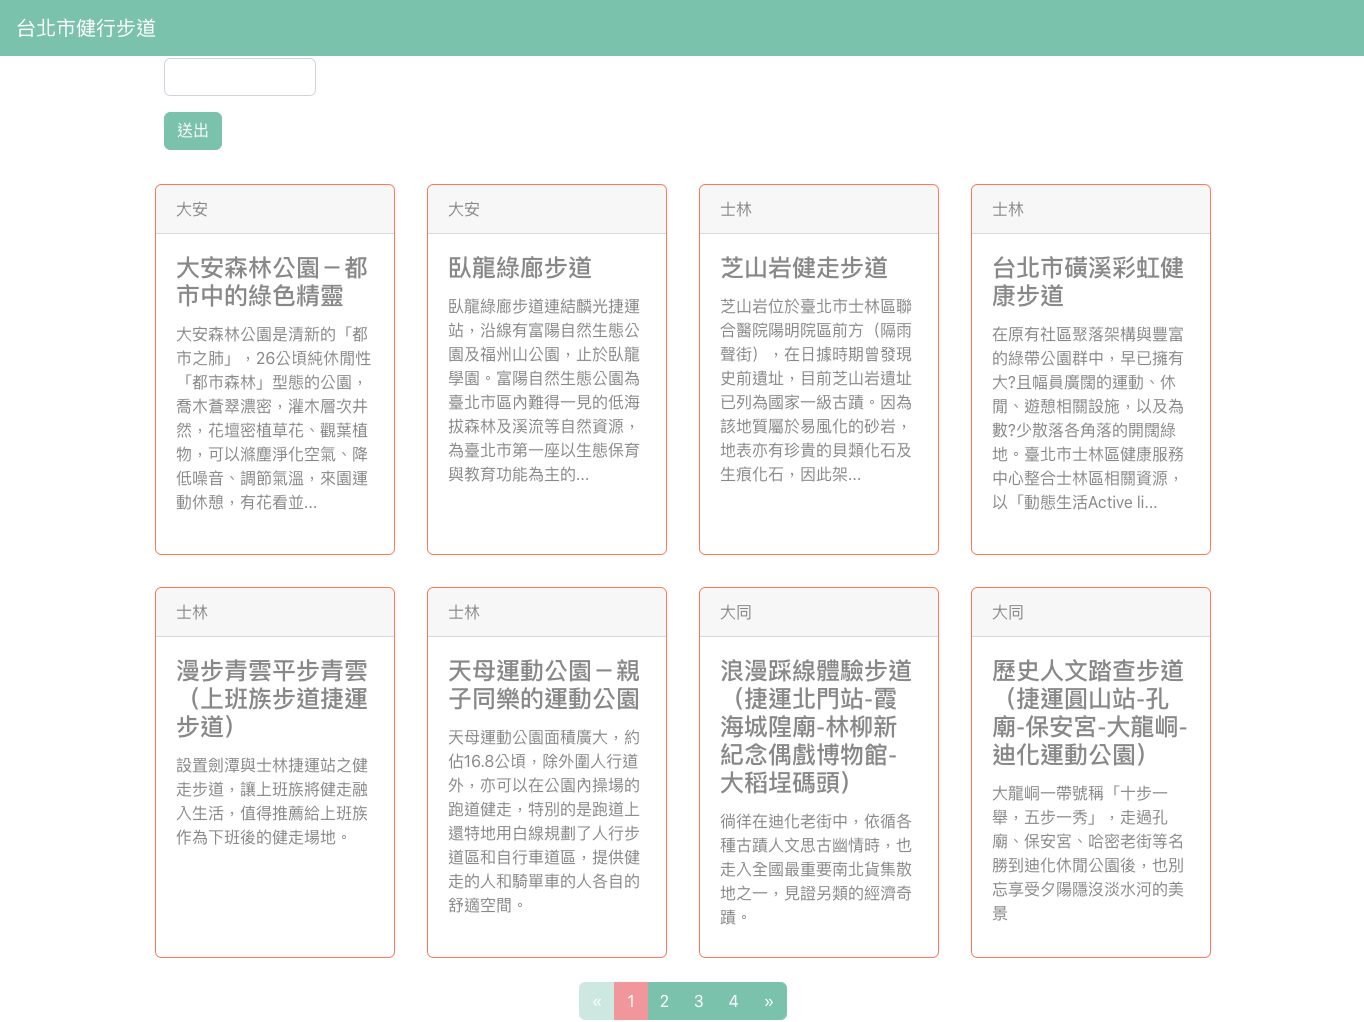 台北市健行步道
送出
大安
大安森林公園－都
市中的綠色精靈
大安森林公園是清新的「都
市之肺」，26公頃純休閒性
「都市森林」型態的公園，
喬木蒼翠濃密，灌木層次井
然，花壇密植草花、觀葉植
物，可以滌塵淨化空氣、降
低噪音、調節氣溫，來園運
動休憩，有花看並...
大安
臥龍綠廊步道
臥龍綠廊步道連結麟光捷運
站，沿線有富陽自然生態公
園及福州山公園，止於臥龍
學園。富陽自然生態公園為
臺北市區內難得一見的低海
拔森林及溪流等自然資源，
為臺北市第一座以生態保育
與教育功能為主的...
士林
芝山岩健走步道
芝山岩位於臺北市士林區聯
合醫院陽明院區前方（隔雨
聲街），在日據時期曾發現
史前遺址，目前芝山岩遺址
已列為國家一級古蹟。因為
該地質屬於易風化的砂岩，
地表亦有珍貴的貝類化石及
生痕化石，因此架...
士林
台北市磺溪彩虹健
康步道
在原有社區聚落架構與豐富
的綠帶公園群中，早已擁有
大?且幅員廣闊的運動、休
閒、遊憩相關設施，以及為
數?少散落各角落的開闊綠
地。臺北市士林區健康服務
中心整合士林區相關資源，
以「動態生活Active li...
士林
漫步青雲平步青雲
（上班族步道捷運
步道）
設置劍潭與士林捷運站之健
走步道，讓上班族將健走融
入生活，值得推薦給上班族
作為下班後的健走場地。
士林
天母運動公園－親
子同樂的運動公園
天母運動公園面積廣大，約
佔16.8公頃，除外圍人行道
外，亦可以在公園內操場的
跑道健走，特別的是跑道上
還特地用白線規劃了人行步
道區和自行車道區，提供健
走的人和騎單車的人各自的
舒適空間。
大同
浪漫踩線體驗步道
（捷運北門站-霞
海城隍廟-林柳新
紀念偶戲博物館-
大稻埕碼頭）
徜徉在迪化老街中，依循各
種古蹟人文思古幽情時，也
走入全國最重要南北貨集散
地之一，見證另類的經濟奇
蹟。
大同
歷史人文踏查步道
（捷運圓山站-孔
廟-保安宮-大龍峒-
迪化運動公園）
大龍峒一帶號稱「十步一
舉，五步一秀」，走過孔
廟、保安宮、哈密老街等名
勝到迪化休閒公園後，也別
忘享受夕陽隱沒淡水河的美
景
« 1 2 3 4 »